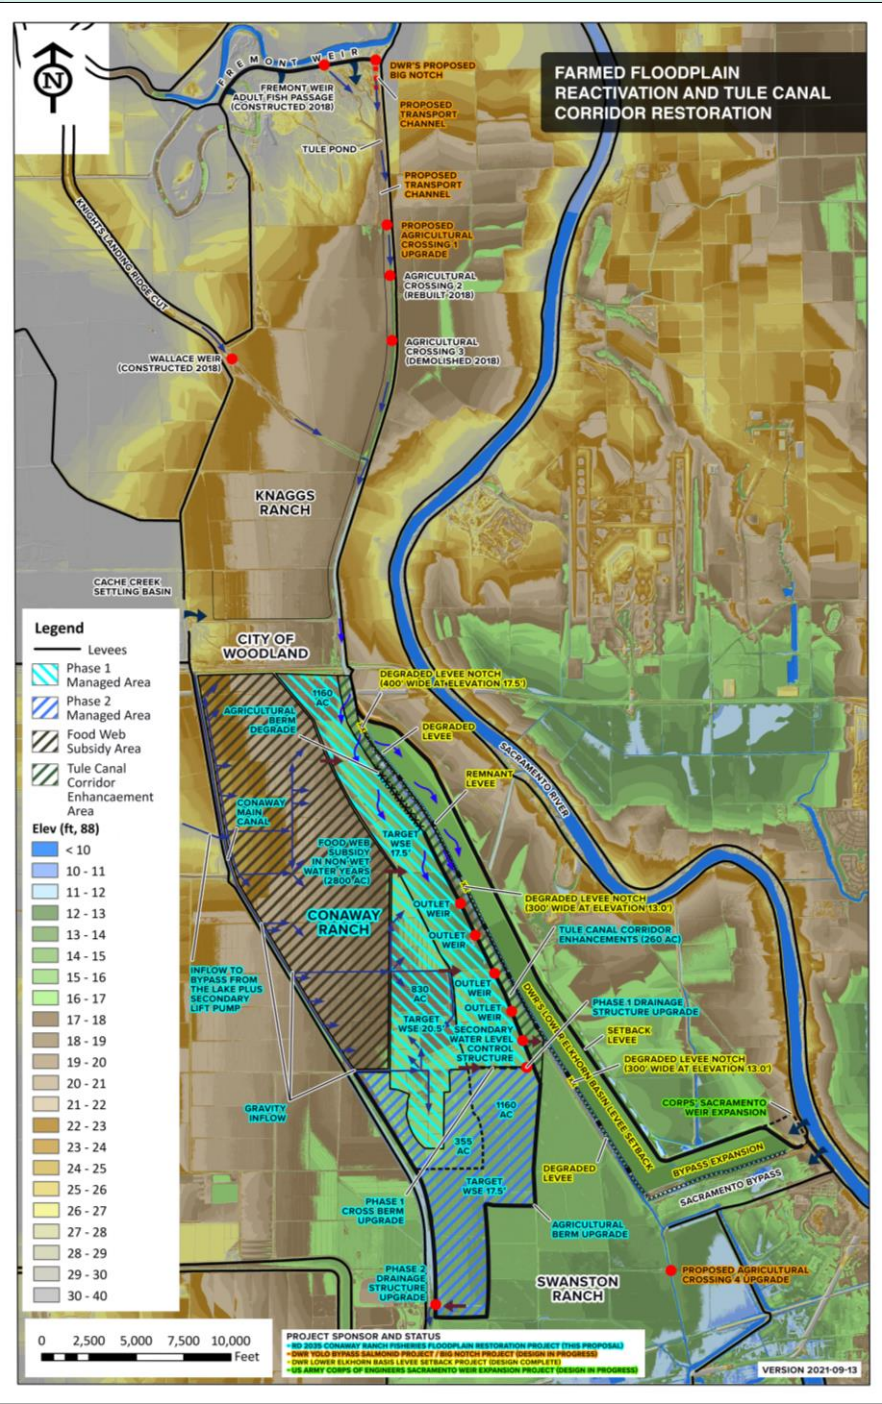 N
FARMED FLOODPLAIN
REACTIVATION AND TULE CANAL
CORRIDOR RESTORATION
FREMONT WEIR
DWR'S PROPOSED
BIG NOTCH
FREMONT WEIR
ADULT FISH PASSAGE
(CONSTRUCTED 2018)
PROPOSED
TRANSPORT
CHANNEL
TULE POND
PROPOSED
TRANSPORT
CHANNEL
KNIGHTS LANDING RIDGE CUT
PROPOSED
AGRICULTURAL
CROSSING 1
UPGRADE
AGRICULTURAL
CROSSING 2
(REBUILT 2018)
AGRICULTURAL
CROSSING 3
(DEMOLISHED 2018)
WALLACE WEIR
(CONSTRUCTED 2018)
KNAGGS
RANCH
CACHE CREEK
SETTLING BASIN
CITY OF
WOODLAND
Legend
Levees
Phase 1
Managed Area
Phase 2
Managed Area
Food Web
Subsidy Area
Tule Canal
Corridor
Enhancaement
Area
Elev (ft, 88)
< 10
10 - 11
11 - 12
12 - 13
13 - 14
14 - 15
15 - 16
16 - 17
17 - 18
18 - 19
19 - 20
20 - 21
21 - 22
22 - 23
23 - 24
24 - 25
25 - 26
26 - 27
27 - 28
28 - 29
29 - 30
30 - 40
DEGRADED LEVEE NOTCH
(400' WIDE AT ELEVATION 17.5')
1160
AC
AGRICULTURAL
BERM
DEGRADE
DEGRADED
LEVEE
SACRAMENTO RIVER
REMNANT
LEVEE
CONAWAY
MAIN
CANAL
TARGET
WSE
17.5'
FOOD WEB
SUBSIDY
IN NON-WET
WATER YEARS
(2800 AC)
CONAWAY
RANCH
OUTLET
WEIR
DEGRADED LEVEE NOTCH
(300' WIDE AT ELEVATION 13.0')
OUTLET
WEIR
TULE CANAL CORRIDOR
ENHANCEMENTS (260 AC)
INFLOW TO
BYPASS FROM
THE LAKE PLUS
SECONDARY
LIFT PUMP
830
AC
OUTLET
WEIR
DWR'S LOWER ELKHORN BASIN LEVEE SETBACK
PHASE 1 DRAINAGE
STRUCTURE UPGRADE
OUTLET
WEIR
TARGET
WSE 20.5'
SECONDARY
WATER LEVEL
CONTROL
STRUCTURE
SETBACK
LEVEE
DEGRADED LEVEE NOTCH
(300' WIDE AT ELEVATION 13.0')
GRAVITY
INFLOW
1160
AC
CORPS' SACRAMENTO
WEIR EXPANSION
355
AC
DEGRADED
LEVEE
BYPASS EXPANSION
SACRAMENTO BYPASS
TARGET
WSE 17.5'
PHASE 1
CROSS BERM
UPGRADE
AGRICULTURAL
BERM UPGRADE
PHASE 2
DRAINAGE
STRUCTURE
UPGRADE
SWANSTON
RANCH
PROPOSED AGRICULTURAL
CROSSING 4 UPGRADE
0 2,500 5,000 7,500 10,000
Feet
PROJECT SPONSOR AND STATUS
RD 2035 CONAWAY RANCH FISHERIES FLOODPLAIN RESTORATION PROJECT (THIS PROPOSAL)
DWR YOLO BYPASS SALMONID PROJECT / BIG NOTCH PROJECT (DESIGN IN PROGRESS)
DWR LOWER ELKHORN BASIS LEVEE SETBACK PROJECT (DESIGN COMPLETE)
US ARMY CORPS OF ENGINEERS SACRAMENTO WEIR EXPANSION PROJECT (DESIGN IN PROGRESS)
VERSION 2021-09-13